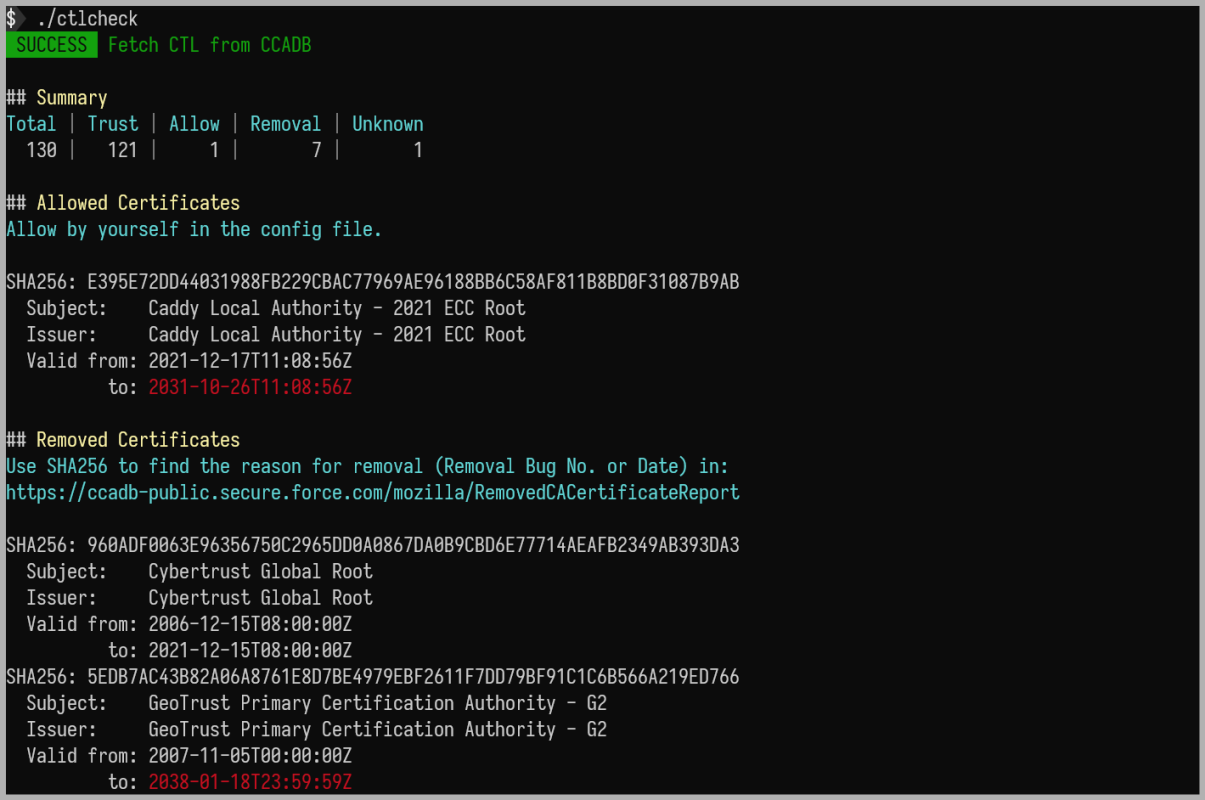 $ ./ctlcheck
SUCCESS Fetch CTL from CCADB
## Summary
Total | Trust | Allow | Removal | Unknown
130 | 121 | 1 | 7 | 1
## Allowed Certificates
Allow by yourself in the config file.
SHA256: E395E72DD44031988FB229CBAC77969AE96188BB6C58AF811B8BD0F31087B9AB
Subject: Caddy Local Authority - 2021 ECC Root
Issuer: Caddy Local Authority - 2021 ECC Root
Valid from: 2021-12-17T11:08:56Z
to: 2031-10-26T11:08:56Z
## Removed Certificates
Use SHA256 to find the reason for removal (Removal Bug No. or Date) in:
https://ccadb-public.secure.force.com/mozilla/RemovedCACertificateReport
SHA256: 960ADF0063E96356750C2965DD0A0867DA0B9CBD6E77714AEAFB2349AB393DA3
Subject: Cybertrust Global Root
Issuer: Cybertrust Global Root
Valid from: 2006-12-15T08:00:00Z
to: 2021-12-15T08:00:00Z
SHA256: 5EDB7AC43B82A06A8761E8D7BE4979EBF2611F7DD79BF91C1C6B566A219ED766
Subject: GeoTrust Primary Certification Authority - G2
Issuer: GeoTrust Primary Certification Authority - G2
Valid from: 2007-11-05T00:00:00Z
to: 2038-01-18T23:59:59Z